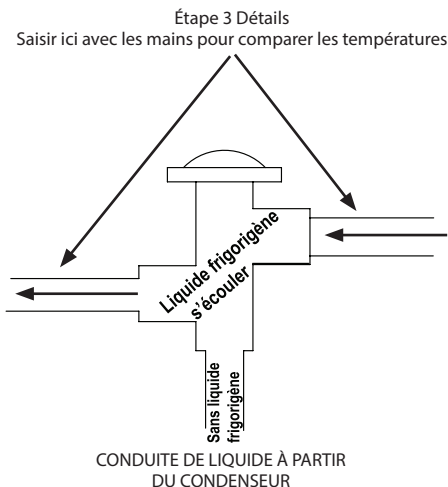 Étape 3 Détails
Saisir ici avec les mains pour comparer les températures
Liquide frigorigène
s'écouler
Sans liquide
frigorigène
CONDUITE DE LIQUIDE À PARTIR
DU CONDENSEUR